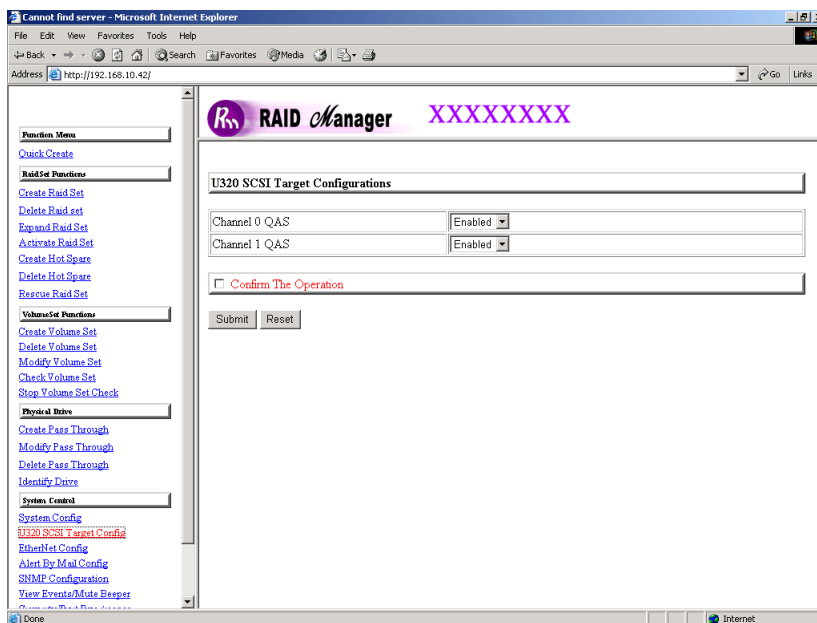 Cannot find server - Microsoft Internet Explorer
File Edit View Favorites Tools Help
Back Search Favorites Media
Address http://192.168.10.42/ Go Links
Function Menu
Quick Create
RaidSet Functions
Create Raid Set
Delete Raid set
Expand Raid Set
Activate Raid Set
Create Hot Spare
Delete Hot Spare
Rescue Raid Set
VolumeSet Functions
Create Volume Set
Delete Volume Set
Modify Volume Set
Check Volume Set
Stop Volume Set Check
Physical Drive
Create Pass Through
Modify Pass Through
Delete Pass Through
Identify Drive
System Control
System Config
U320 SCSI Target Config
EtherNet Config
Alert By Mail Config
SNMP Configuration
View Events/Mute Beeper
Rm RAID Manager XXXXXXXX
U320 SCSI Target Configurations
Channel 0 QAS Enabled
Channel 1 QAS Enabled
Confirm The Operation
Submit Reset
Done Internet